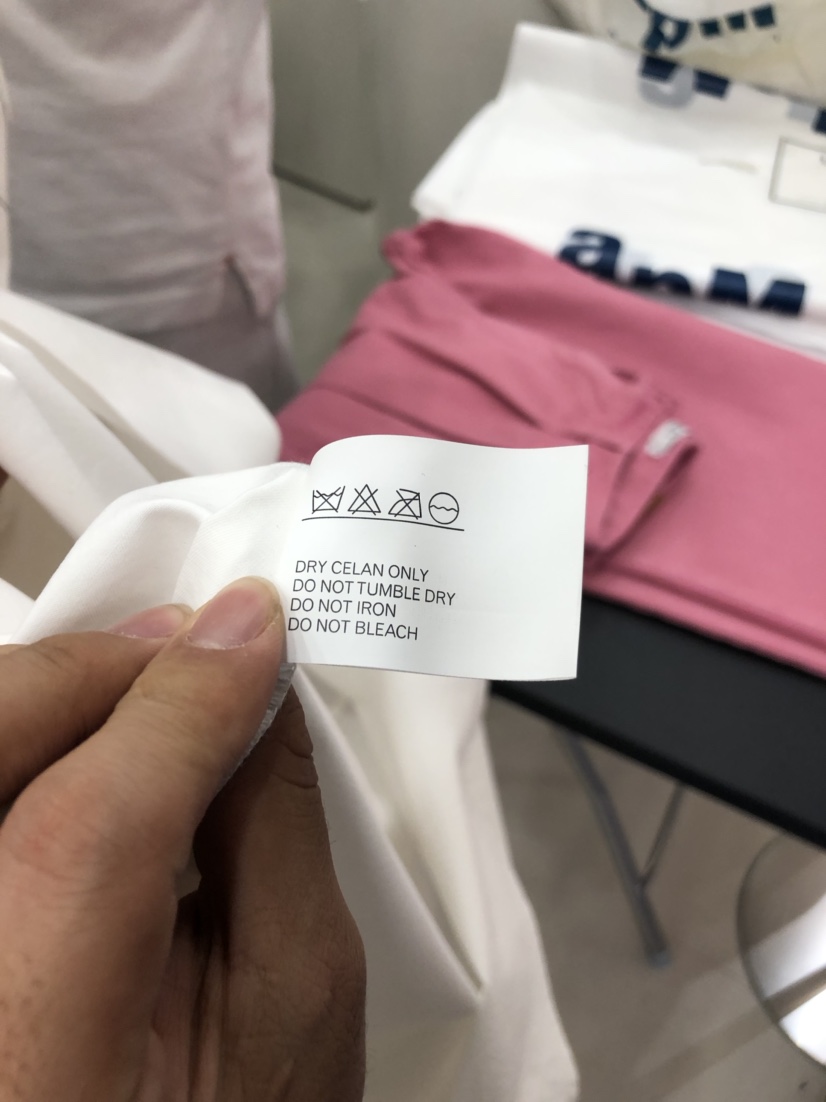 DRY CELAN ONLY
DO NOT TUMBLE DRY
DO NOT IRON
DO NOT BLEACH